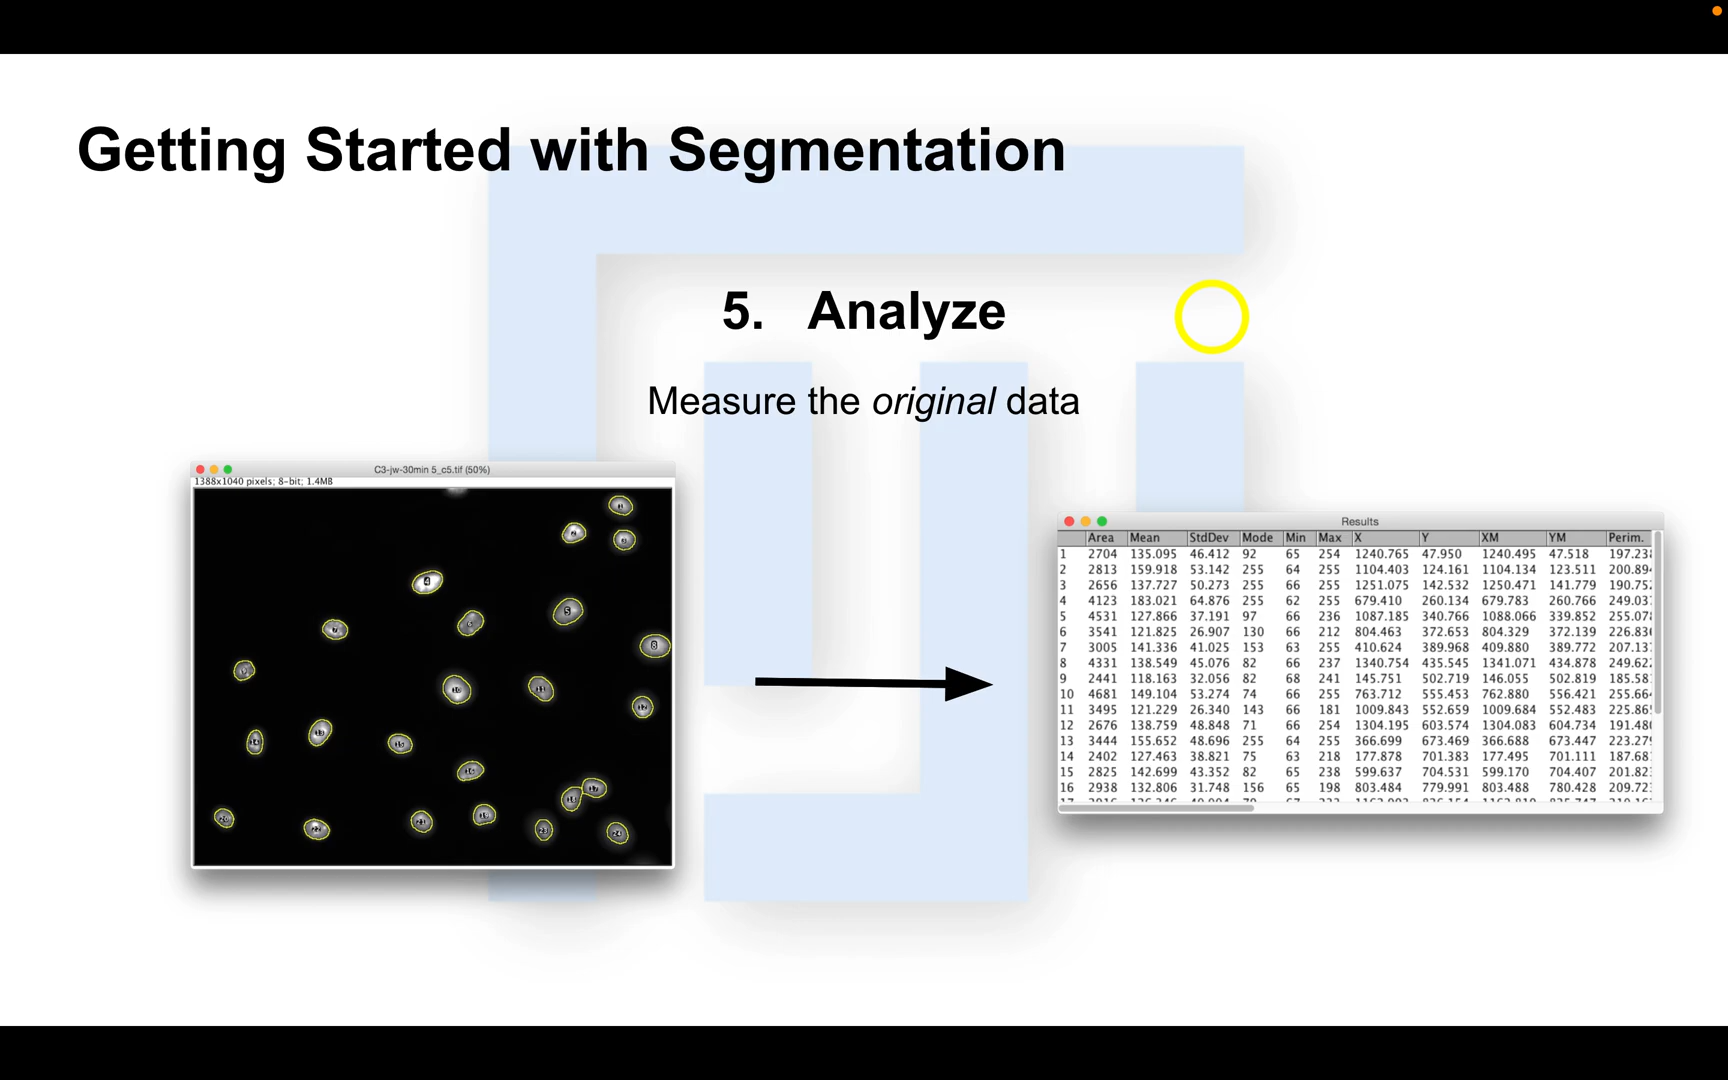 Getting Started with Segmentation
5. Analyze
Measure the original data
C3-jw-30min 5_c5.tif (50%)
1388x1040 pixels; 8-bit; 1.4MB
Results
Area Mean StdDev Mode Min Max X Y XM YM Perim.
1 2704 135.095 46.412 92 65 254 1240.765 47.950 1240.495 47.518 197.23
2 2813 159.918 53.142 255 64 255 1104.403 124.161 1104.134 123.511 200.89
3 2656 137.727 50.273 255 66 255 1251.075 142.532 1250.471 141.779 190.75
4 4123 183.021 64.876 255 62 255 679.410 260.134 679.783 260.766 249.03
5 4531 127.866 37.191 97 66 236 1087.185 340.766 1088.066 339.852 255.07
6 3541 121.825 26.907 130 66 212 804.463 372.653 804.329 372.139 226.83
7 3005 141.336 41.025 153 63 255 410.624 389.968 409.880 389.772 207.13
8 4331 138.549 45.076 82 66 237 1340.754 435.545 1341.071 434.878 249.62
9 2441 118.163 32.056 82 68 241 145.751 502.719 146.055 502.819 185.58
10 4681 149.104 53.274 74 66 255 763.712 555.453 762.880 556.421 255.66
11 3495 121.229 26.340 143 66 181 1009.843 552.659 1009.684 552.483 225.86
12 2676 138.759 48.848 71 66 254 1304.195 603.574 1304.083 604.734 191.48
13 3444 155.652 48.696 255 64 255 366.699 673.469 366.688 673.447 223.27
14 2402 127.463 38.821 75 63 218 177.878 701.383 177.495 701.111 187.68
15 2825 142.699 43.352 82 65 238 599.637 704.531 599.170 704.407 201.82
16 2938 132.806 31.748 156 65 198 803.484 779.991 803.488 780.428 209.72